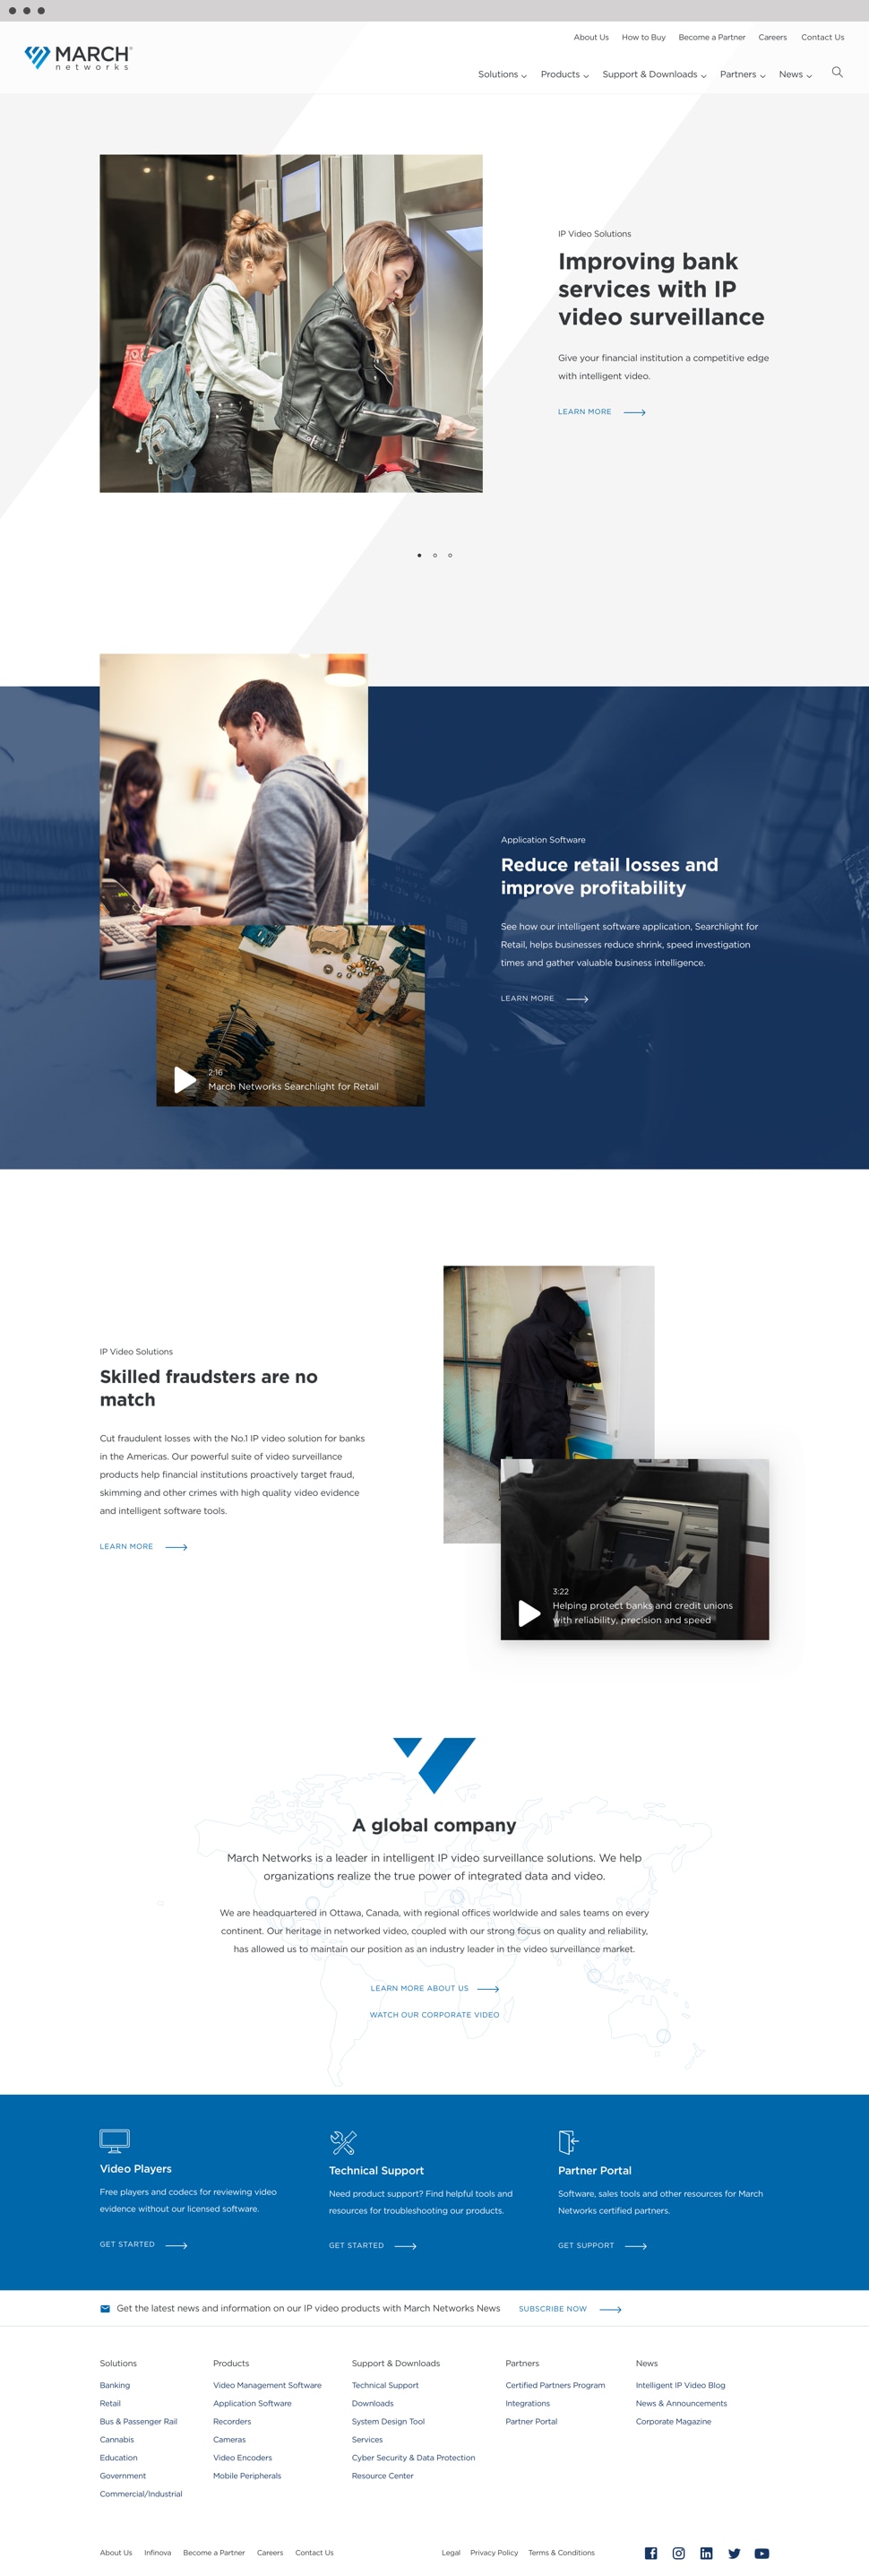 MARCH
networks
About Us How to Buy Become a Partner Careers Contact Us
Solutions Products Support & Downloads Partners News
IP Video Solutions
Improving bank
services with IP
video surveillance
Give your financial institution a competitive edge
with intelligent video.
LEARN MORE
Application Software
Reduce retail losses and
improve profitability
See how our intelligent software application, Searchlight for
Retail, helps businesses reduce shrink, speed investigation
times and gather valuable business intelligence.
LEARN MORE
2:16
March Networks Searchlight for Retail
IP Video Solutions
Skilled fraudsters are no
match
Cut fraudulent losses with the No.1 IP video solution for banks
in the Americas. Our powerful suite of video surveillance
products help financial institutions proactively target fraud,
skimming and other crimes with high quality video evidence
and intelligent software tools.
LEARN MORE
3:22
Helping protect banks and credit unions
with reliability, precision and speed
A global company
March Networks is a leader in intelligent IP video surveillance solutions. We help
organizations realize the true power of integrated data and video.
We are headquartered in Ottawa, Canada, with regional offices worldwide and sales teams on every
continent. Our heritage in networked video, coupled with our strong focus on quality and reliability,
has allowed us to maintain our position as an industry leader in the video surveillance market.
LEARN MORE ABOUT US
WATCH OUR CORPORATE VIDEO
Video Players
Free players and codecs for reviewing video
evidence without our licensed software.
GET STARTED
Technical Support
Need product support? Find helpful tools and
resources for troubleshooting our products.
GET STARTED
Partner Portal
Software, sales tools and other resources for March
Networks certified partners.
GET SUPPORT
Get the latest news and information on our IP video products with March Networks News SUBSCRIBE NOW
Solutions
Banking
Retail
Bus & Passenger Rail
Cannabis
Education
Government
Commercial/Industrial
Products
Video Management Software
Application Software
Recorders
Cameras
Video Encoders
Mobile Peripherals
Support & Downloads
Technical Support
Downloads
System Design Tool
Services
Cyber Security & Data Protection
Resource Center
Partners
Certified Partners Program
Integrations
Partner Portal
News
Intelligent IP Video Blog
News & Announcements
Corporate Magazine
About Us Infinova Become a Partner Careers Contact Us
Legal Privacy Policy Terms & Conditions